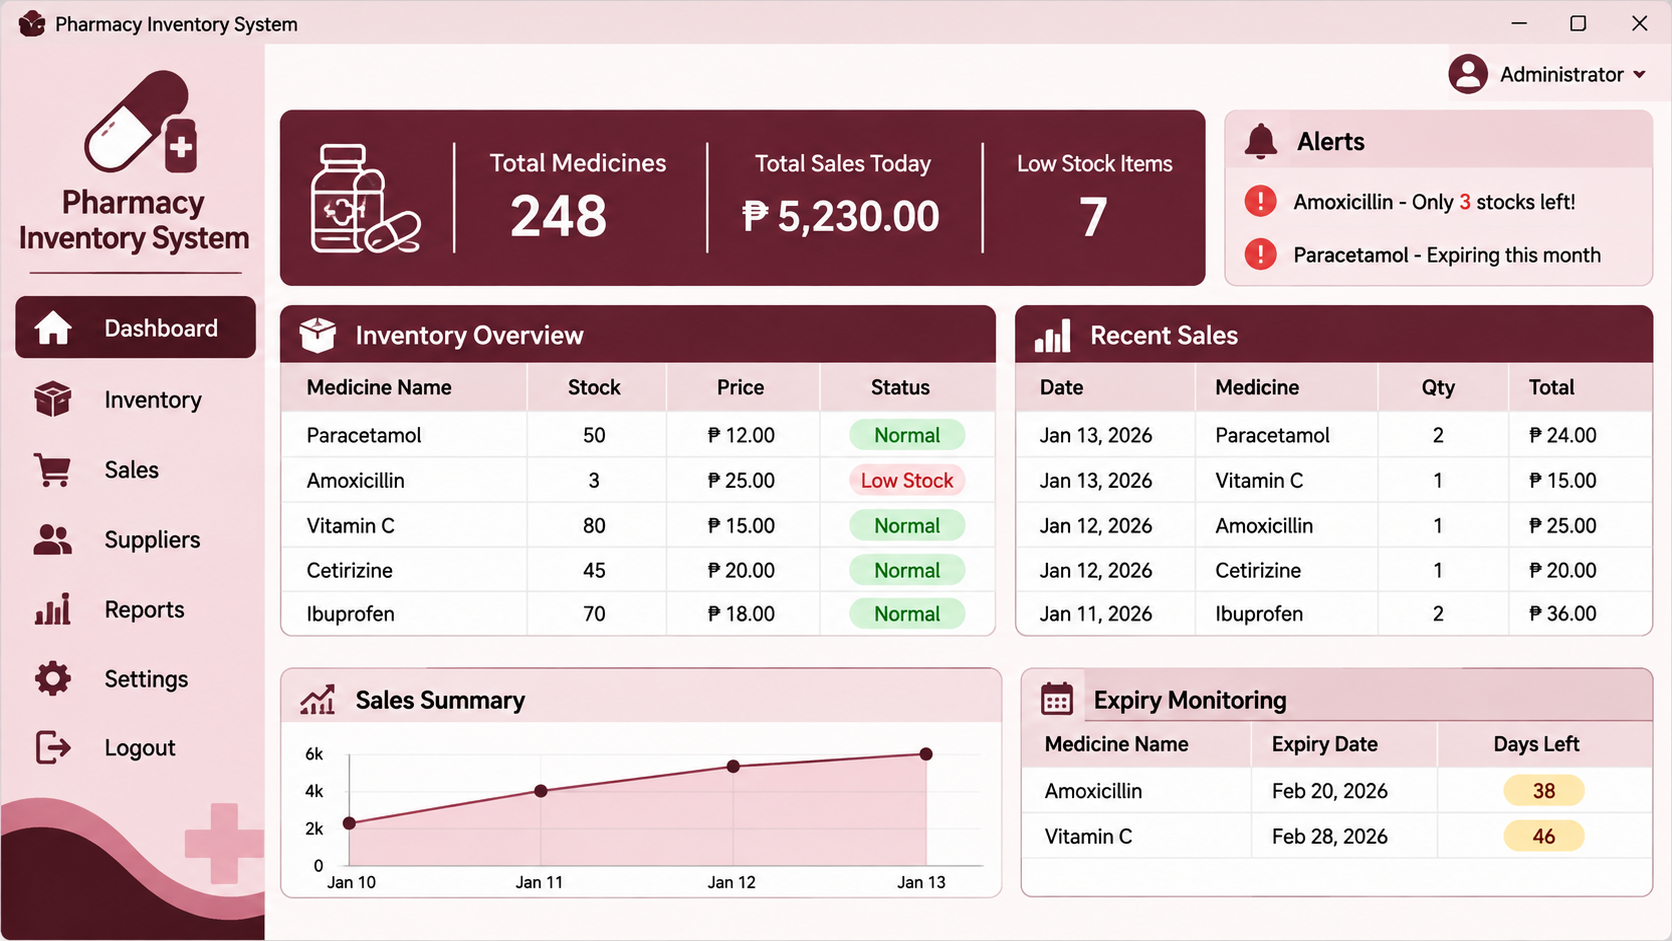 Pharmacy Inventory System
Administrator
Pharmacy
Inventory System
Dashboard
Inventory
Sales
Suppliers
Reports
Settings
Logout
Total Medicines
248
Total Sales Today
₱ 5,230.00
Low Stock Items
7
Alerts
Amoxicillin - Only 3 stocks left!
Paracetamol - Expiring this month
Inventory Overview
Medicine Name Stock Price Status
Paracetamol 50 ₱ 12.00 Normal
Amoxicillin 3 ₱ 25.00 Low Stock
Vitamin C 80 ₱ 15.00 Normal
Cetirizine 45 ₱ 20.00 Normal
Ibuprofen 70 ₱ 18.00 Normal
Recent Sales
Date Medicine Qty Total
Jan 13, 2026 Paracetamol 2 ₱ 24.00
Jan 13, 2026 Vitamin C 1 ₱ 15.00
Jan 12, 2026 Amoxicillin 1 ₱ 25.00
Jan 12, 2026 Cetirizine 1 ₱ 20.00
Jan 11, 2026 Ibuprofen 2 ₱ 36.00
Sales Summary
6k
4k
2k
0
Jan 10 Jan 11 Jan 12 Jan 13
Expiry Monitoring
Medicine Name Expiry Date Days Left
Amoxicillin Feb 20, 2026 38
Vitamin C Feb 28, 2026 46